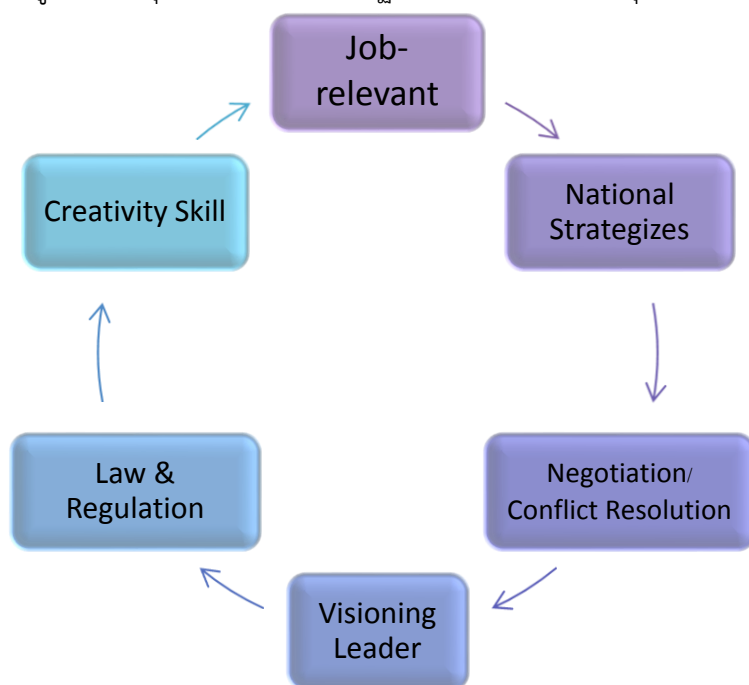 Job-
relevant
National
Strategizes
Negotiation/
Conflict Resolution
Visioning
Leader
Law &
Regulation
Creativity Skill